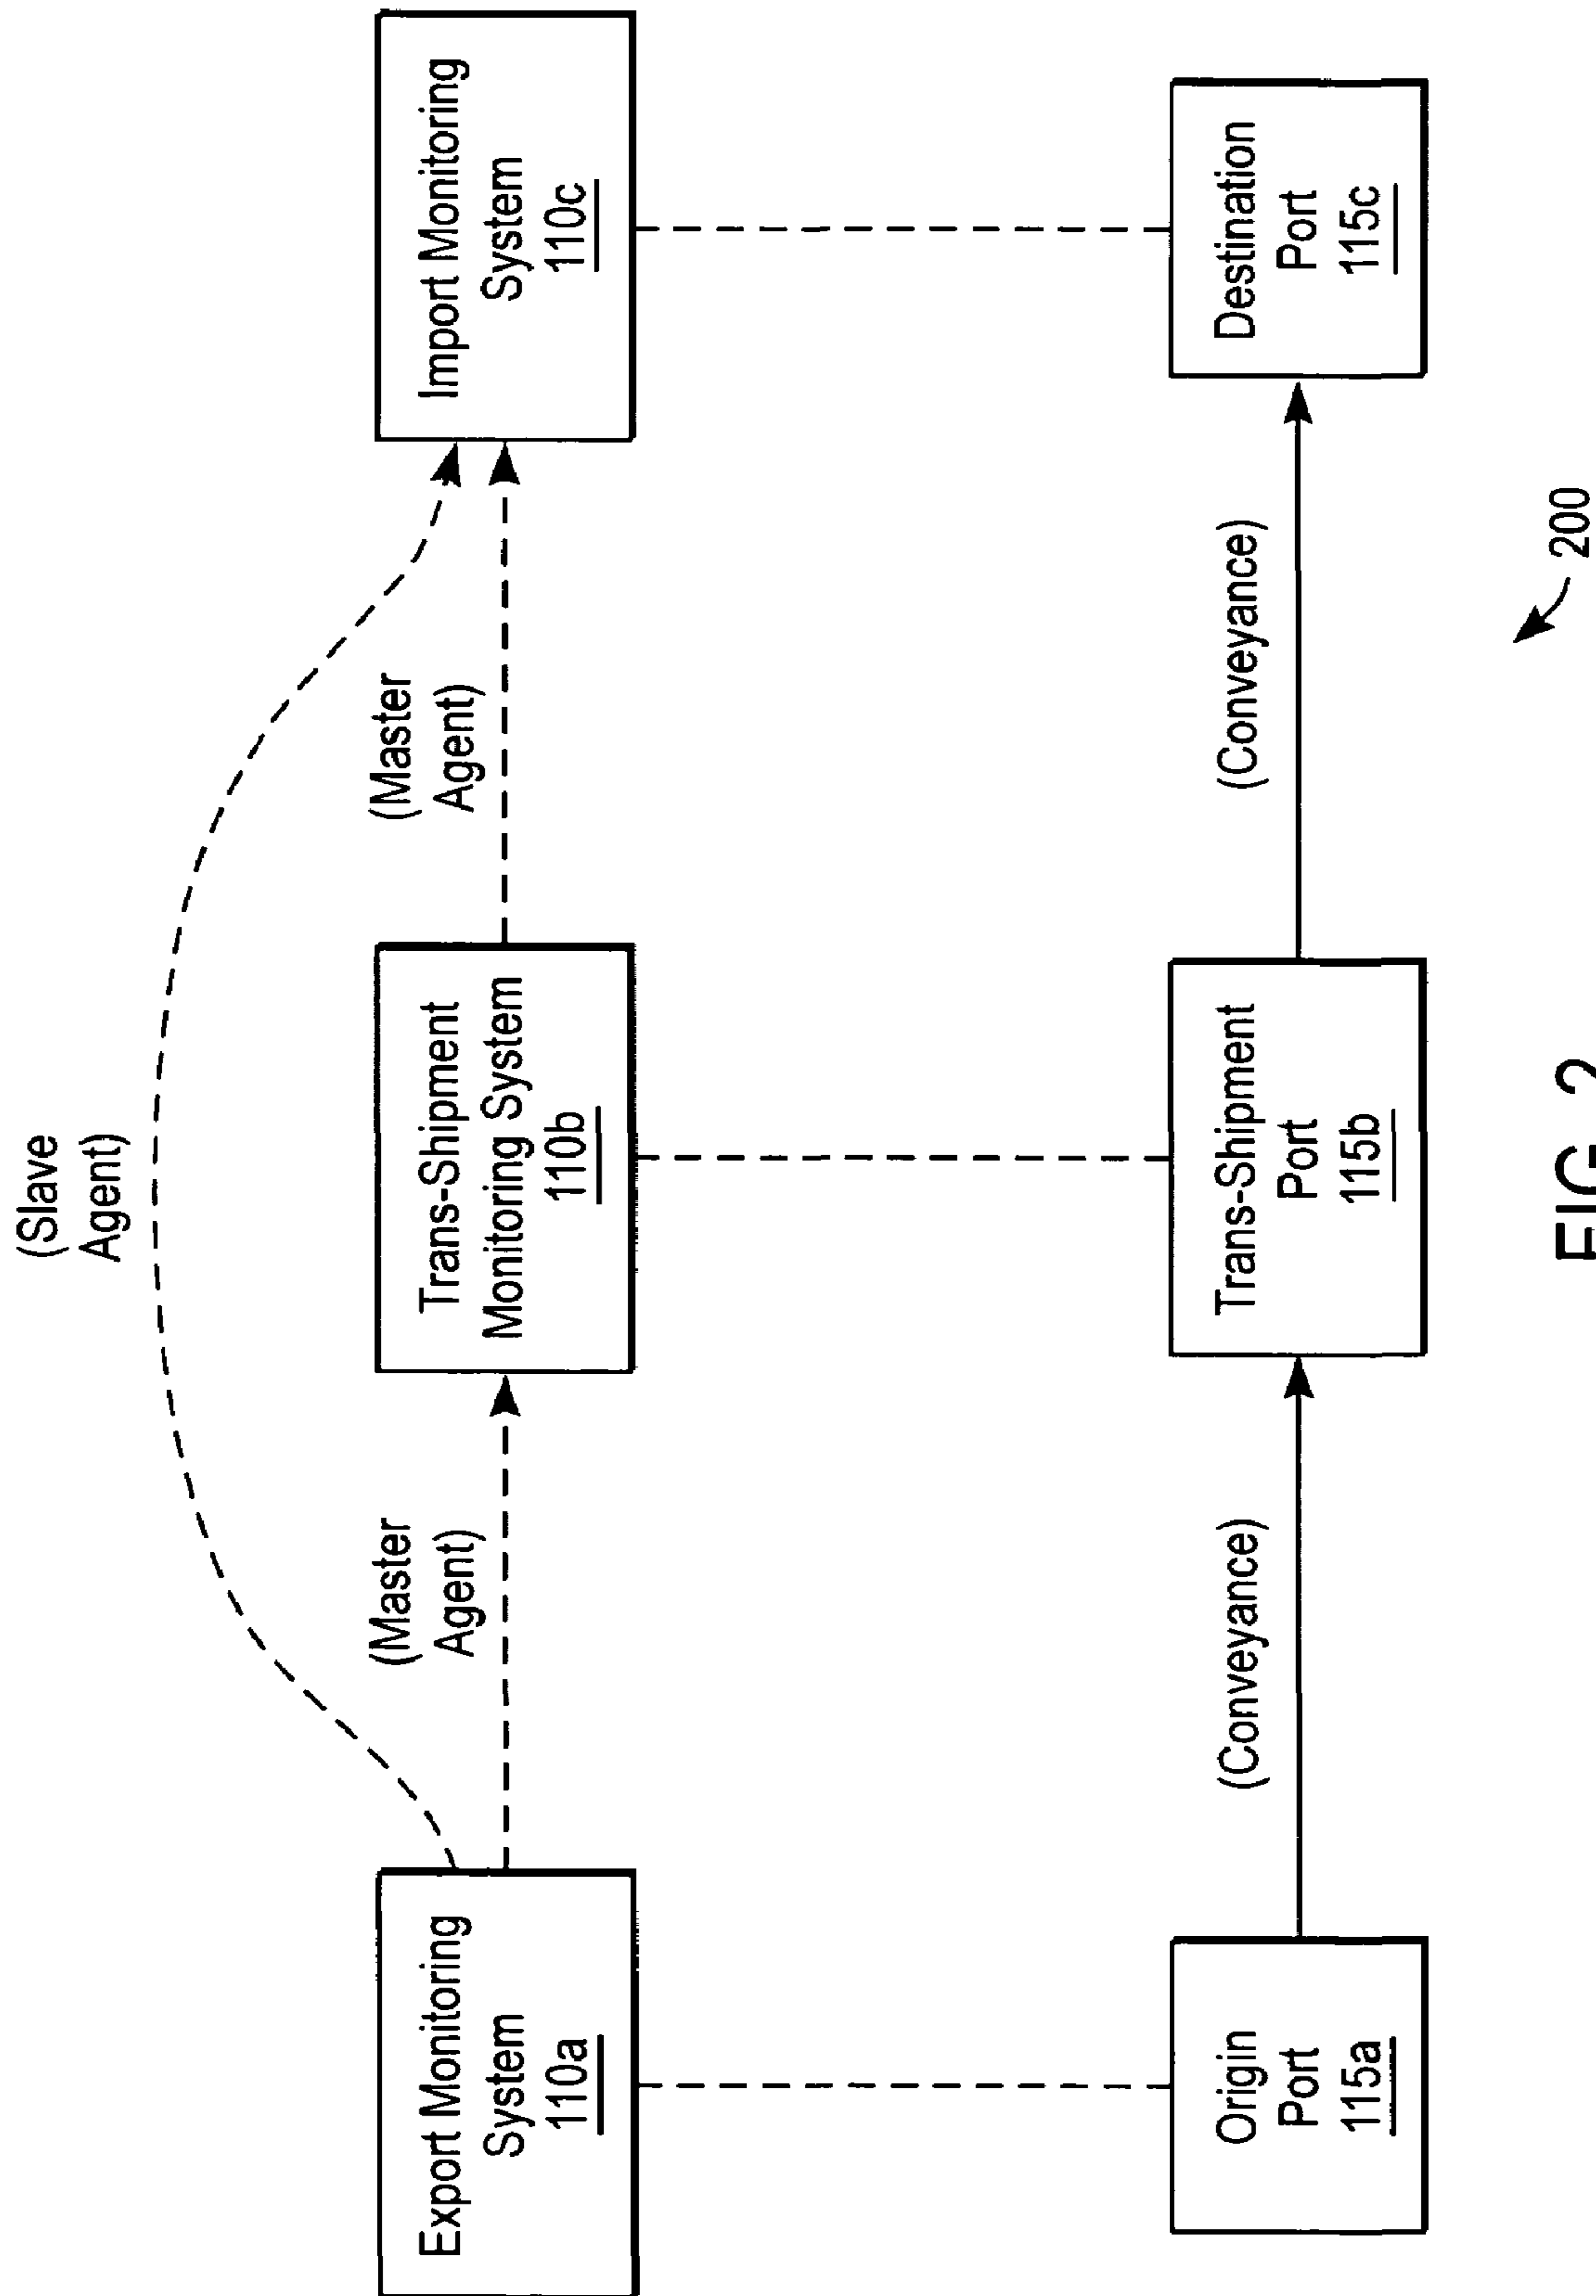 (Slave
Agent)
(Master
Agent)
(Master
Agent)
Export Monitoring
System
110a
Trans-Shipment
Monitoring System
110b
Import Monitoring
System
110c
(Conveyance)
(Conveyance)
Origin
Port
115a
Trans-Shipment
Port
115b
Destination
Port
115c
200
FIG. 2